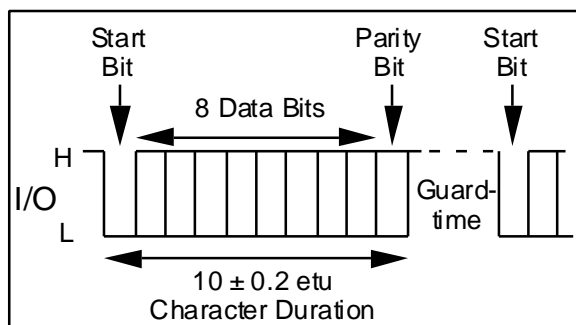 Start
Bit
Parity
Bit
Start
Bit
8 Data Bits
H
I/O
L
Guard-
time
10 ± 0.2 etu
Character Duration